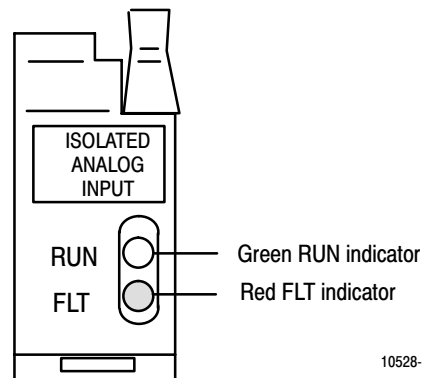 ISOLATED
ANALOG
INPUT
RUN
Green RUN indicator
FLT
Red FLT indicator
10528-